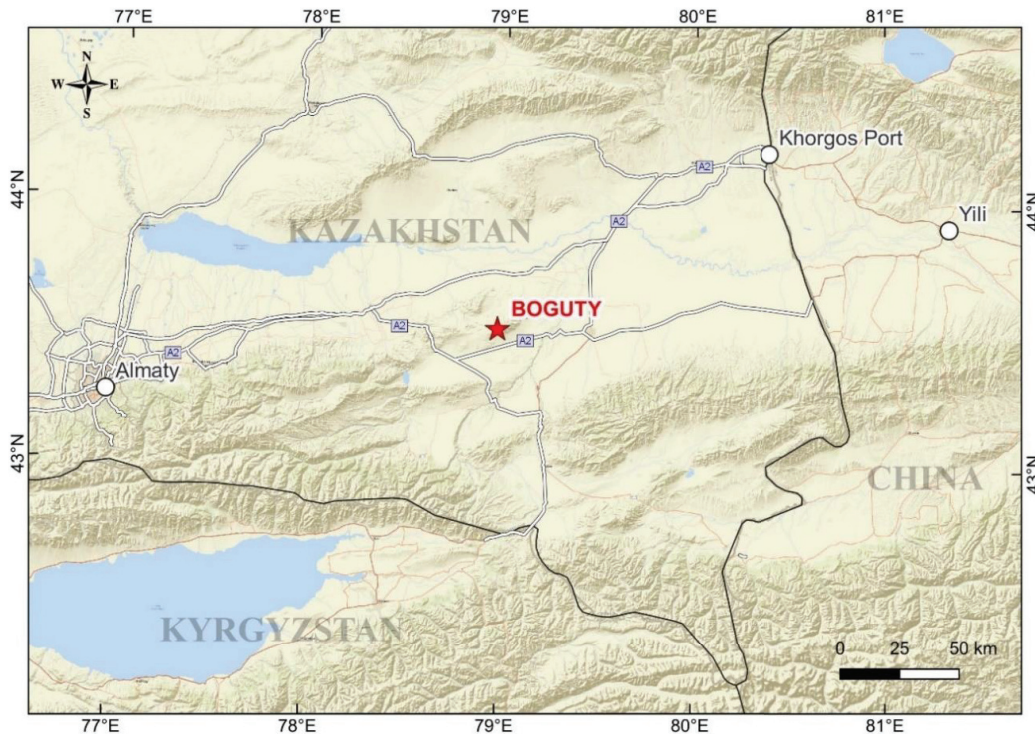 77°E 78°E 79°E 80°E 81°E
N
W E
S
Khorgos Port
A2
44°N
44°N
A2
Yili
KAZAKHSTAN
BOGUTY
A2
A2
A2
Almaty
43°N
43°N
CHINA
KYRGYZSTAN
0 25 50 km
77°E 78°E 79°E 80°E 81°E